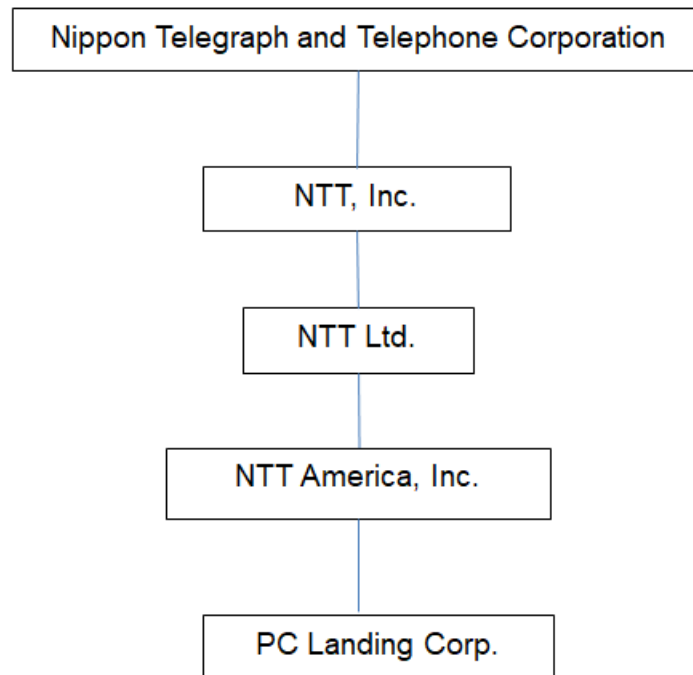 Nippon Telegraph and Telephone Corporation
NTT, Inc.
NTT Ltd.
NTT America, Inc.
PC Landing Corp.